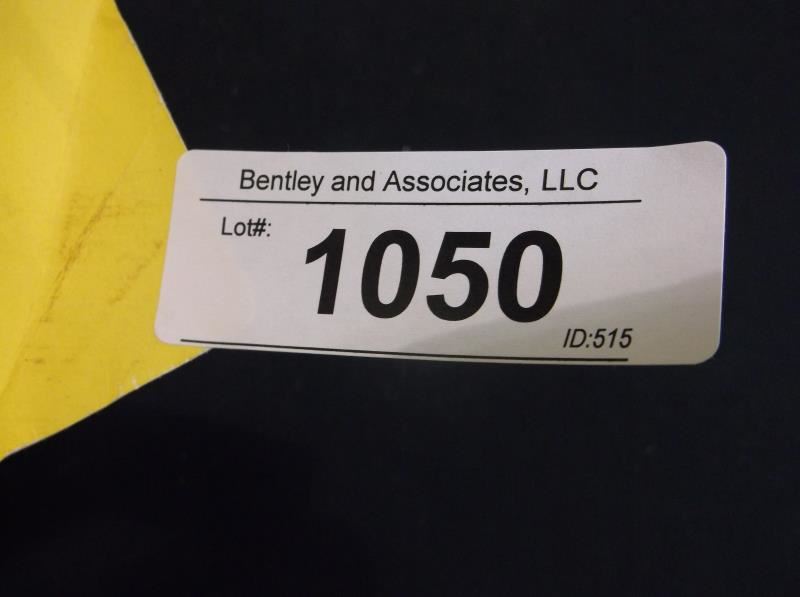 Bentley and Associates, LLC
Lot#:
1050
ID:515